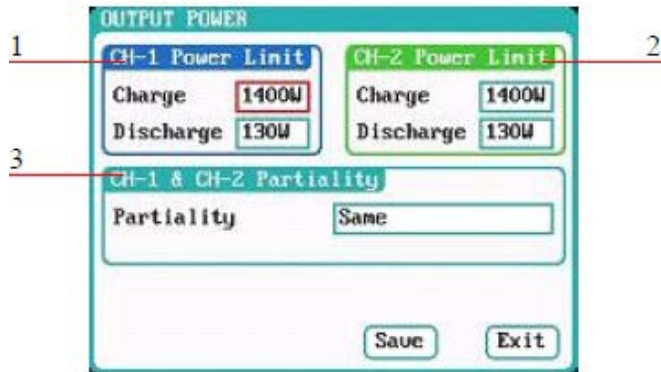 OUTPUT POWER
1 CH-1 Power Limit CH-2 Power Limit 2
Charge 1400W Charge 1400W
Discharge 130W Discharge 130W
3 CH-1 & CH-2 Partiality
Partiality Same
Save Exit